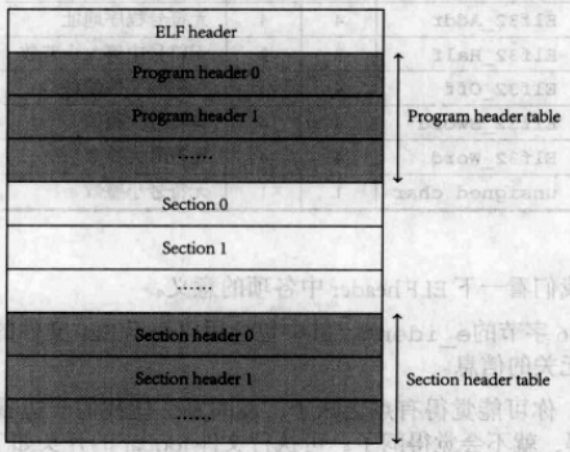 ELF header
Program header 0
Program header 1
……
Program header table
Section 0
Section 1
……
Section header 0
Section header 1
……
Section header table